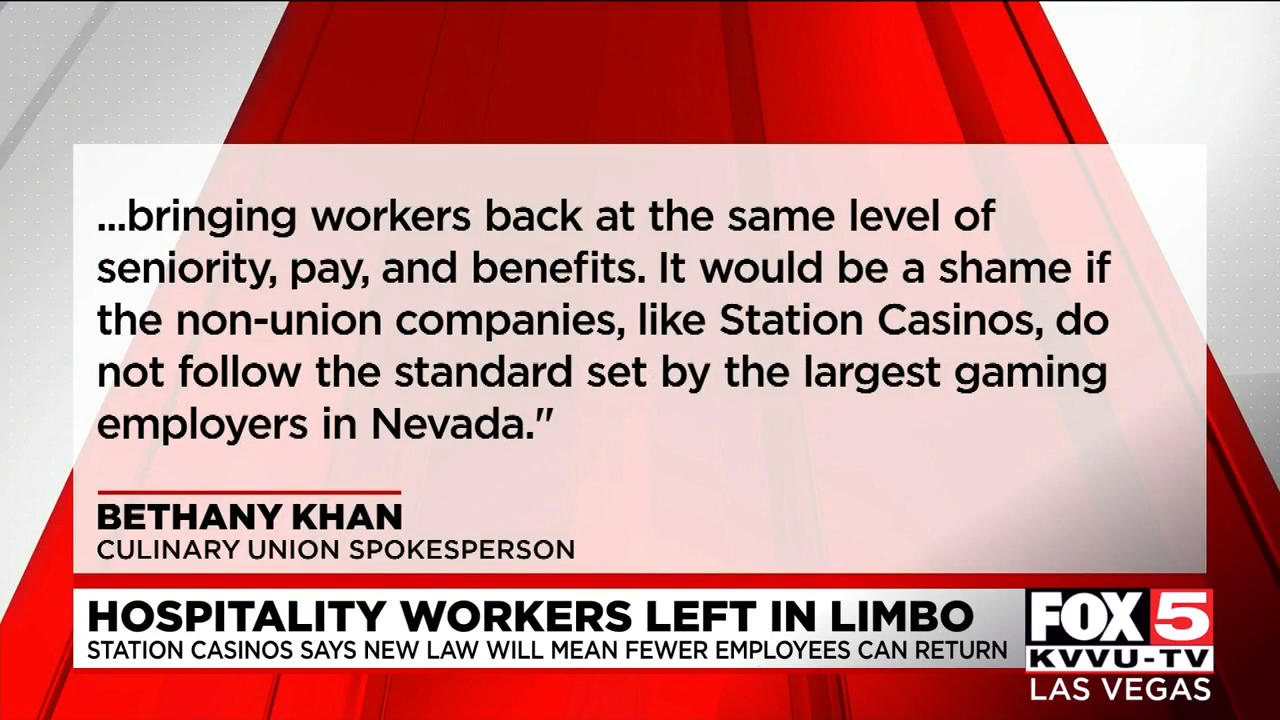 ...bringing workers back at the same level of
seniority, pay, and benefits. It would be a shame if
the non-union companies, like Station Casinos, do
not follow the standard set by the largest gaming
employers in Nevada."
BETHANY KHAN
CULINARY UNION SPOKESPERSON
HOSPITALITY WORKERS LEFT IN LIMBO
STATION CASINOS SAYS NEW LAW WILL MEAN FEWER EMPLOYEES CAN RETURN
FOX 5
KVVU-TV
LAS VEGAS